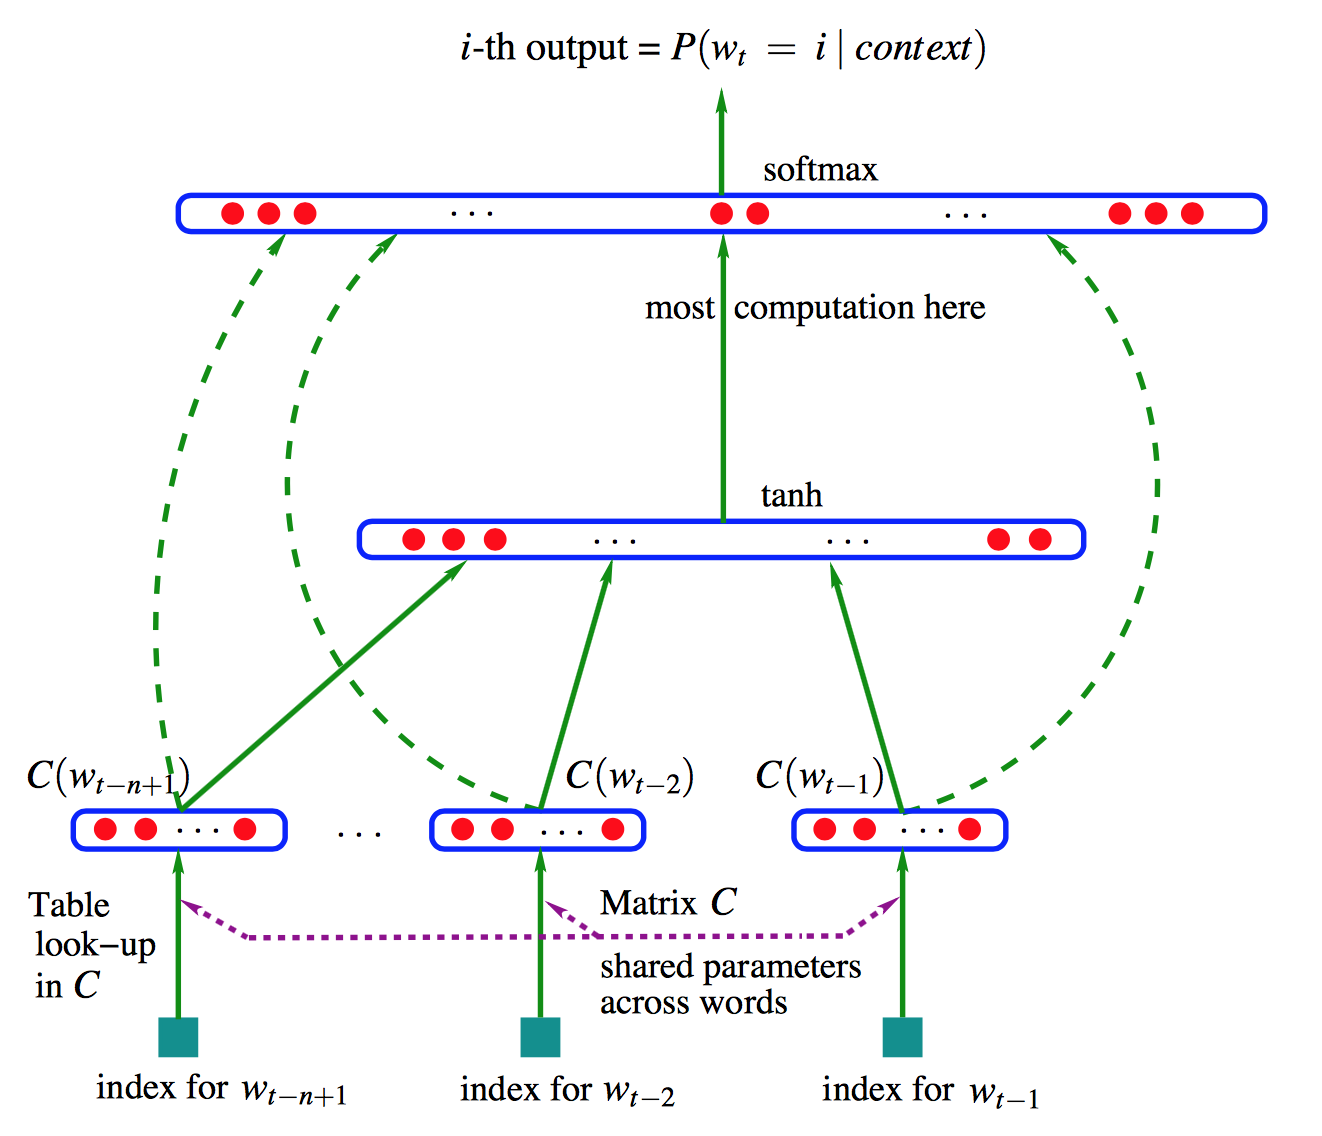 i-th output = P(w_t = i | context)
softmax
. . .
. . .
most computation here
tanh
. . .
. . .
C(w_{t−n+1})
C(w_{t−2})
C(w_{t−1})
. . .
. . .
. . .
. . .
Table
look−up
in C
Matrix C
shared parameters
across words
index for w_{t−n+1}
index for w_{t−2}
index for w_{t−1}